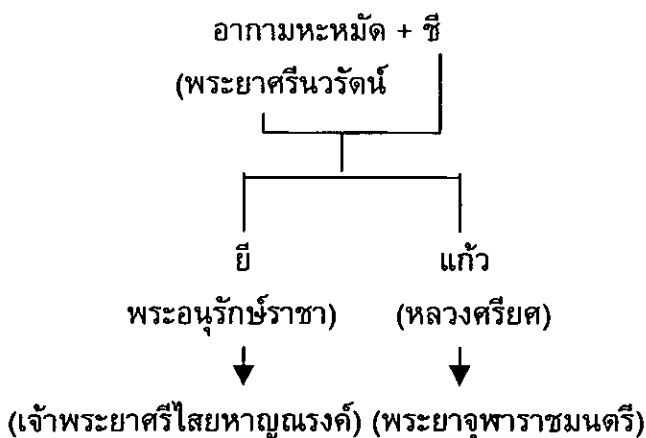 อากามหะหมัด + ชี
(พระยาศรีนวรัตน์
ยี แก้ว
พระอนุรักษ์ราชา) (หลวงศรียศ)
(เจ้าพระยาศรีไสยหาญณรงค์) (พระยาจุฬาราชมนตรี)